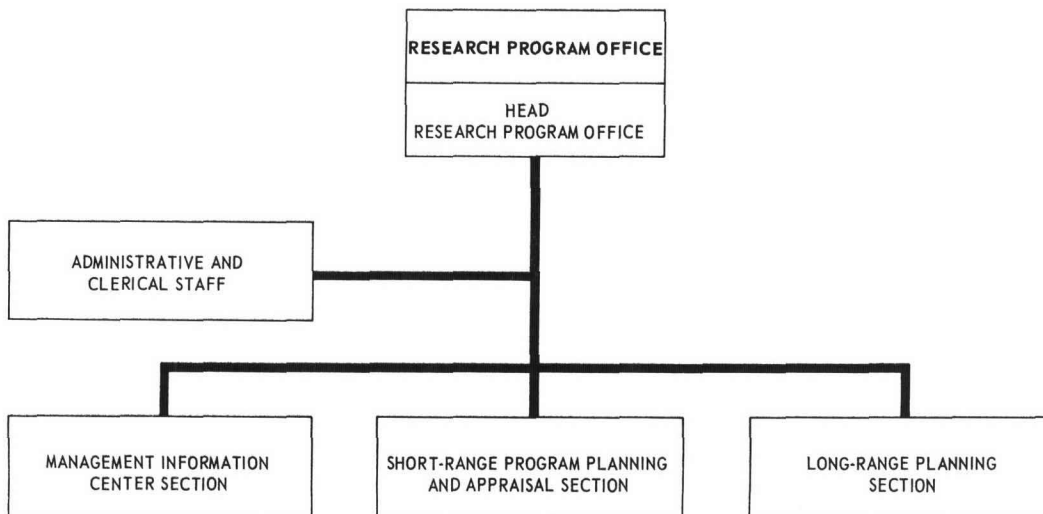 RESEARCH PROGRAM OFFICE
HEAD
RESEARCH PROGRAM OFFICE
ADMINISTRATIVE AND
CLERICAL STAFF
MANAGEMENT INFORMATION
CENTER SECTION
SHORT-RANGE PROGRAM PLANNING
AND APPRAISAL SECTION
LONG-RANGE PLANNING
SECTION